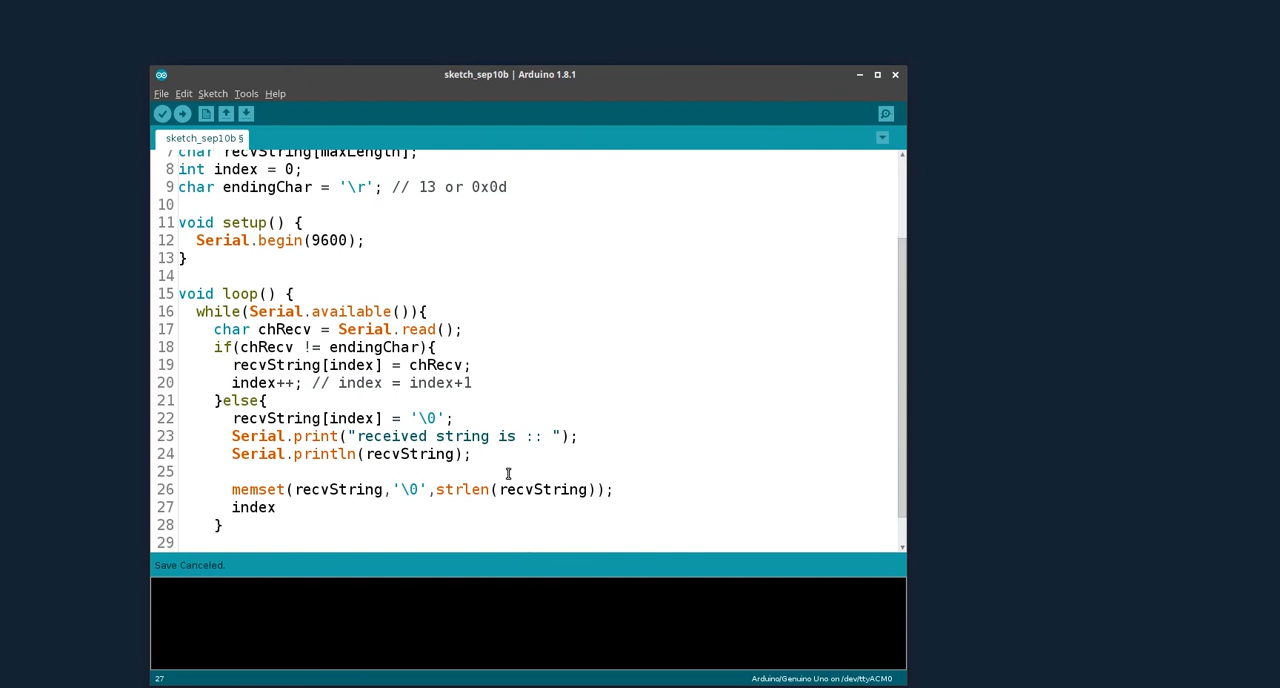 sketch_sep10b | Arduino 1.8.1
File Edit Sketch Tools Help
sketch_sep10b §
7 char recvString[maxLength];
8 int index = 0;
9 char endingChar = '\r'; // 13 or 0x0d
10
11 void setup() {
12   Serial.begin(9600);
13 }
14
15 void loop() {
16   while(Serial.available()){
17     char chRecv = Serial.read();
18     if(chRecv != endingChar){
19       recvString[index] = chRecv;
20       index++; // index = index+1
21     }else{
22       recvString[index] = '\0';
23       Serial.print("received string is :: ");
24       Serial.println(recvString);
25
26       memset(recvString,'\0',strlen(recvString));
27       index
28     }
29
Save Canceled.
27 Arduino/Genuino Uno on /dev/ttyACM0